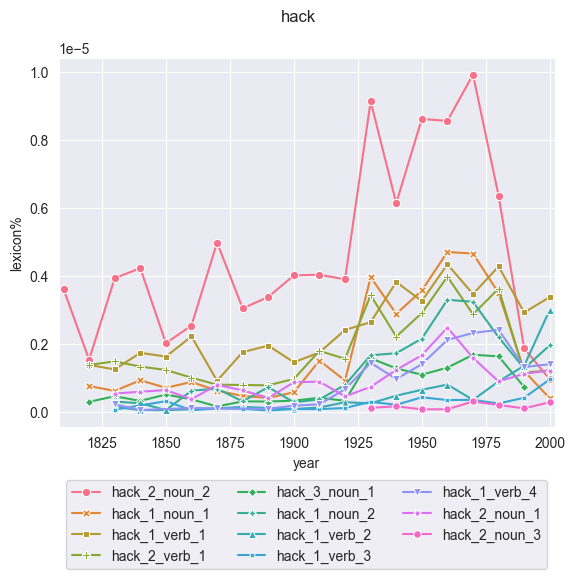 hack
1e−5
1.0
0.8
0.6
0.4
0.2
0.0
lexicon%
1825 1850 1875 1900 1925 1950 1975 2000
year
hack_2_noun_2 hack_3_noun_1 hack_1_verb_4
hack_1_noun_1 hack_1_noun_2 hack_2_noun_1
hack_1_verb_1 hack_1_verb_2 hack_2_noun_3
hack_2_verb_1 hack_1_verb_3